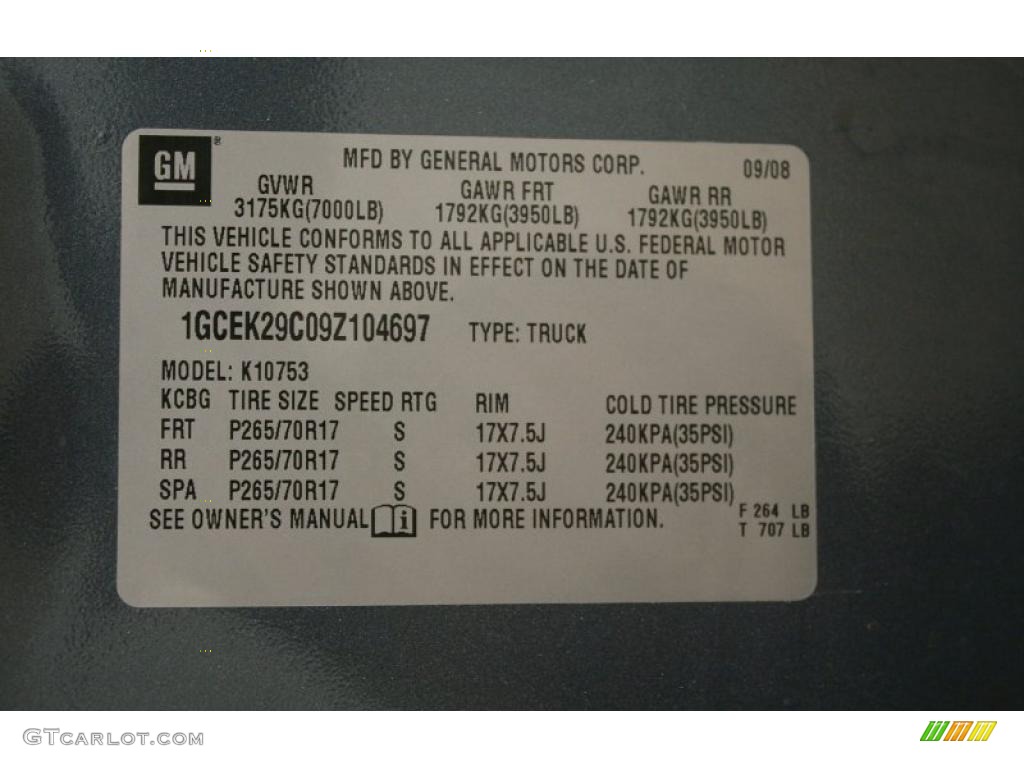 GM ®
MFD BY GENERAL MOTORS CORP. 09/08
GVWR GAWR FRT GAWR RR
3175KG(7000LB) 1792KG(3950LB) 1792KG(3950LB)
THIS VEHICLE CONFORMS TO ALL APPLICABLE U.S. FEDERAL MOTOR
VEHICLE SAFETY STANDARDS IN EFFECT ON THE DATE OF
MANUFACTURE SHOWN ABOVE.
1GCEK29C09Z104697 TYPE: TRUCK
MODEL: K10753
KCBG TIRE SIZE SPEED RTG RIM COLD TIRE PRESSURE
FRT P265/70R17 S 17X7.5J 240KPA(35PSI)
RR P265/70R17 S 17X7.5J 240KPA(35PSI)
SPA P265/70R17 S 17X7.5J 240KPA(35PSI)
SEE OWNER'S MANUAL i FOR MORE INFORMATION.
F 264 LB
T 707 LB
GTCARLOT.COM